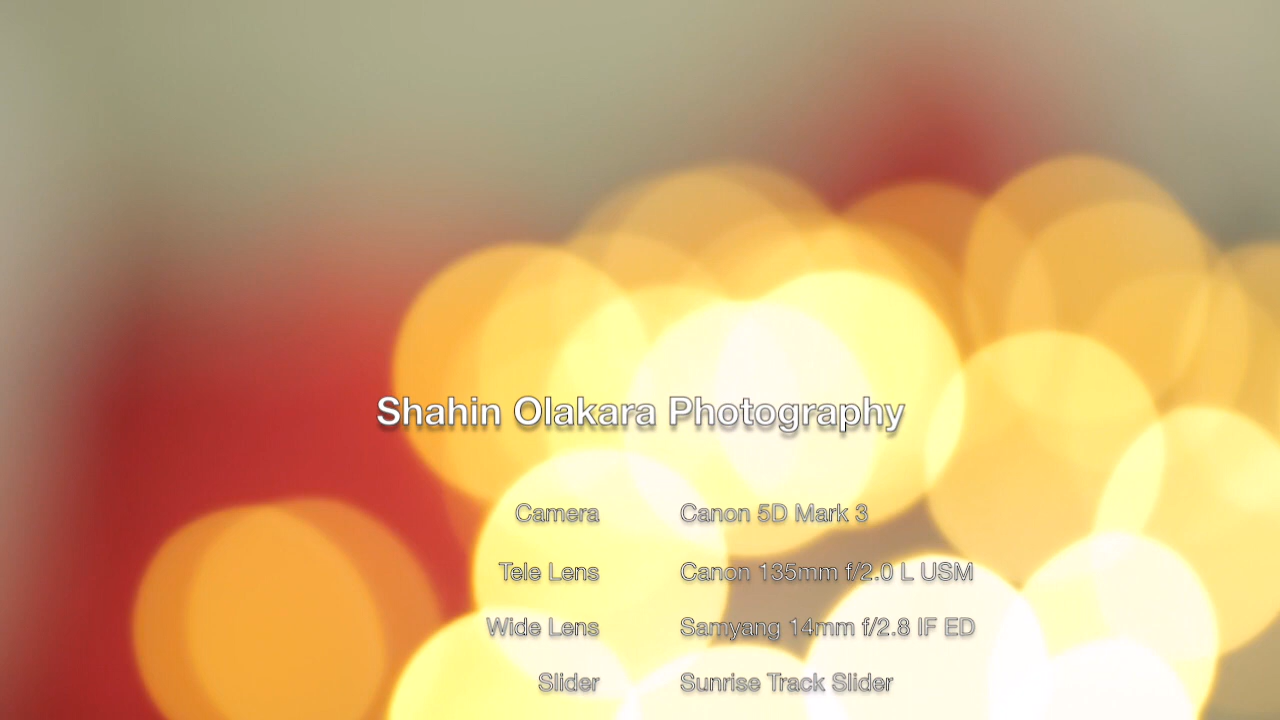 Shahin Olakara Photography
Camera Canon 5D Mark 3
Tele Lens Canon 135mm f/2.0 L USM
Wide Lens Samyang 14mm f/2.8 IF ED
Slider Sunrise Track Slider